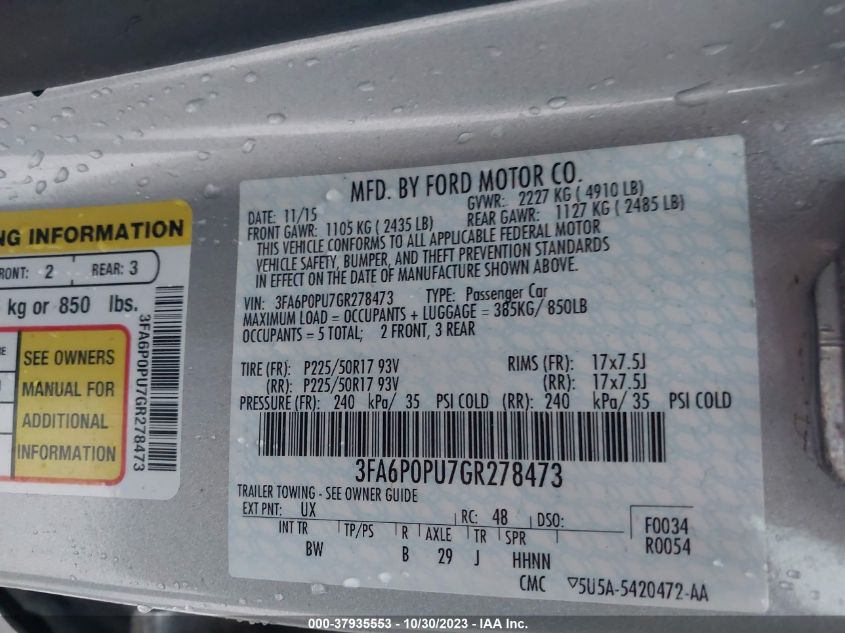 MFD. BY FORD MOTOR CO.
DATE: 11/15 GVWR: 2227 KG ( 4910 LB)
FRONT GAWR: 1105 KG ( 2435 LB) REAR GAWR: 1127 KG ( 2485 LB)
THIS VEHICLE CONFORMS TO ALL APPLICABLE FEDERAL MOTOR
VEHICLE SAFETY, BUMPER, AND THEFT PREVENTION STANDARDS
IN EFFECT ON THE DATE OF MANUFACTURE SHOWN ABOVE.
VIN: 3FA6P0PU7GR278473 TYPE: Passenger Car
MAXIMUM LOAD = OCCUPANTS + LUGGAGE = 385KG/ 850LB
OCCUPANTS = 5 TOTAL; 2 FRONT, 3 REAR
TIRE (FR): P225/50R17 93V RIMS (FR): 17x7.5J
(RR): P225/50R17 93V (RR): 17x7.5J
PRESSURE (FR): 240 kPa/ 35 PSI COLD (RR): 240 kPa/ 35 PSI COLD
3FA6P0PU7GR278473
TRAILER TOWING - SEE OWNER GUIDE
EXT PNT: UX RC: 48 DSO:
INT TR TP/PS R AXLE TR SPR
BW B 29 J HHNN
F0034
R0054
CMC ▽5U5A-5420472-AA
NG INFORMATION
RONT: 2 REAR: 3
kg or 850 lbs.
SEE OWNERS
MANUAL FOR
ADDITIONAL
INFORMATION
3FA6P0PU7GR278473
000-37935553 - 10/30/2023 - IAA Inc.